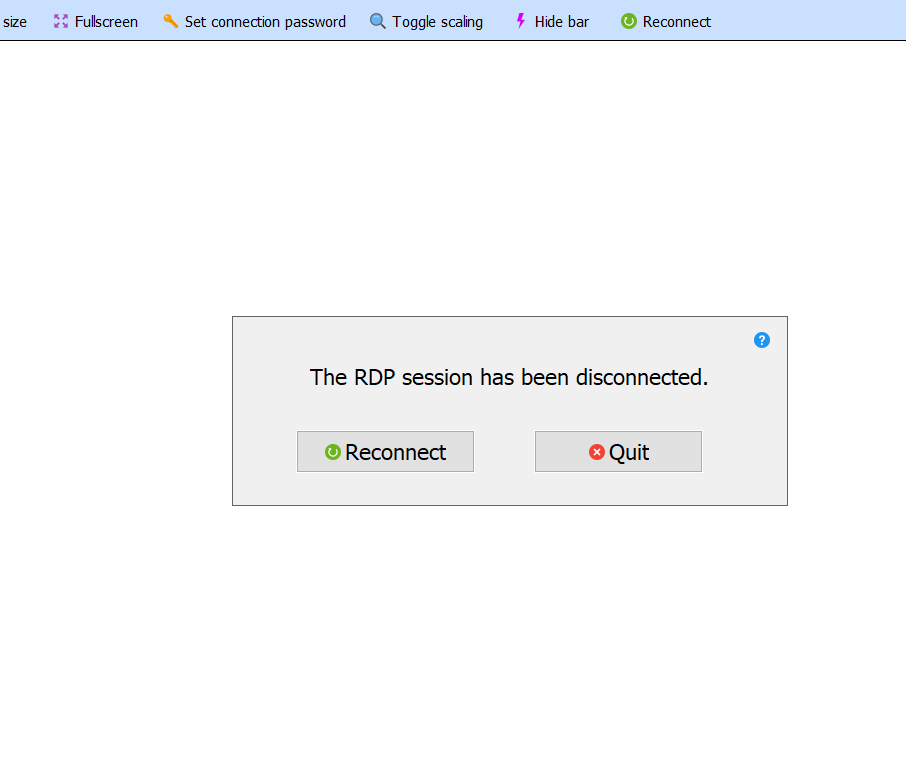 size Fullscreen Set connection password Toggle scaling Hide bar Reconnect
?
The RDP session has been disconnected.
Reconnect Quit